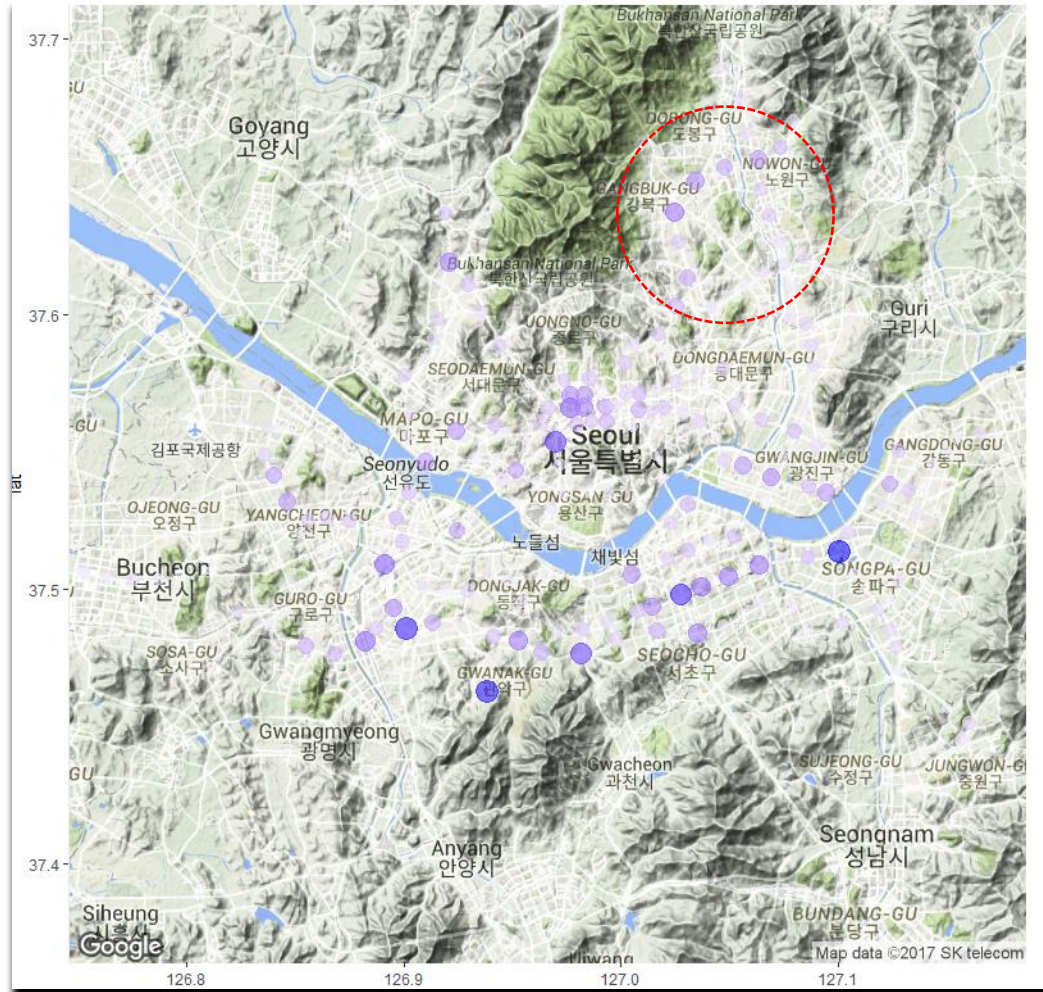 Bukhansan National Park
북한산국립공원
37.7
Goyang
고양시
DOBONG-GU
도봉구
NOWON-GU
노원구
GANGBUK-GU
강북구
Bukhansan National Park
북한산국립공원
37.6
Guri
구리시
JONGNO-GU
종로구
SEODAEMUN-GU
서대문구
DONGDAEMUN-GU
동대문구
MAPO-GU
마포구
-GU
김포국제공항
Seoul
서울특별시
Seonyudo
선유도
GWANGJIN-GU
광진구
GANGDONG-GU
강동구
lat
OJEONG-GU
오정구
YANGCHEON-GU
양천구
YONGSAN-GU
용산구
노들섬
채빛섬
Bucheon
부천시
SONGPA-GU
송파구
37.5
GURO-GU
구로구
DONGJAK-GU
동작구
SOSA-GU
소사구
GWANAK-GU
관악구
SEOCHO-GU
서초구
Gwangmyeong
광명시
Gwacheon
과천시
SUJEONG-GU
수정구
JUNGWON-G
중원구
GU
Anyang
안양시
Seongnam
성남시
37.4
Siheung
시흥시
BUNDANG-GU
분당구
Google
Uiwang
Map data ©2017 SK telecom
126.8
126.9
127.0
127.1